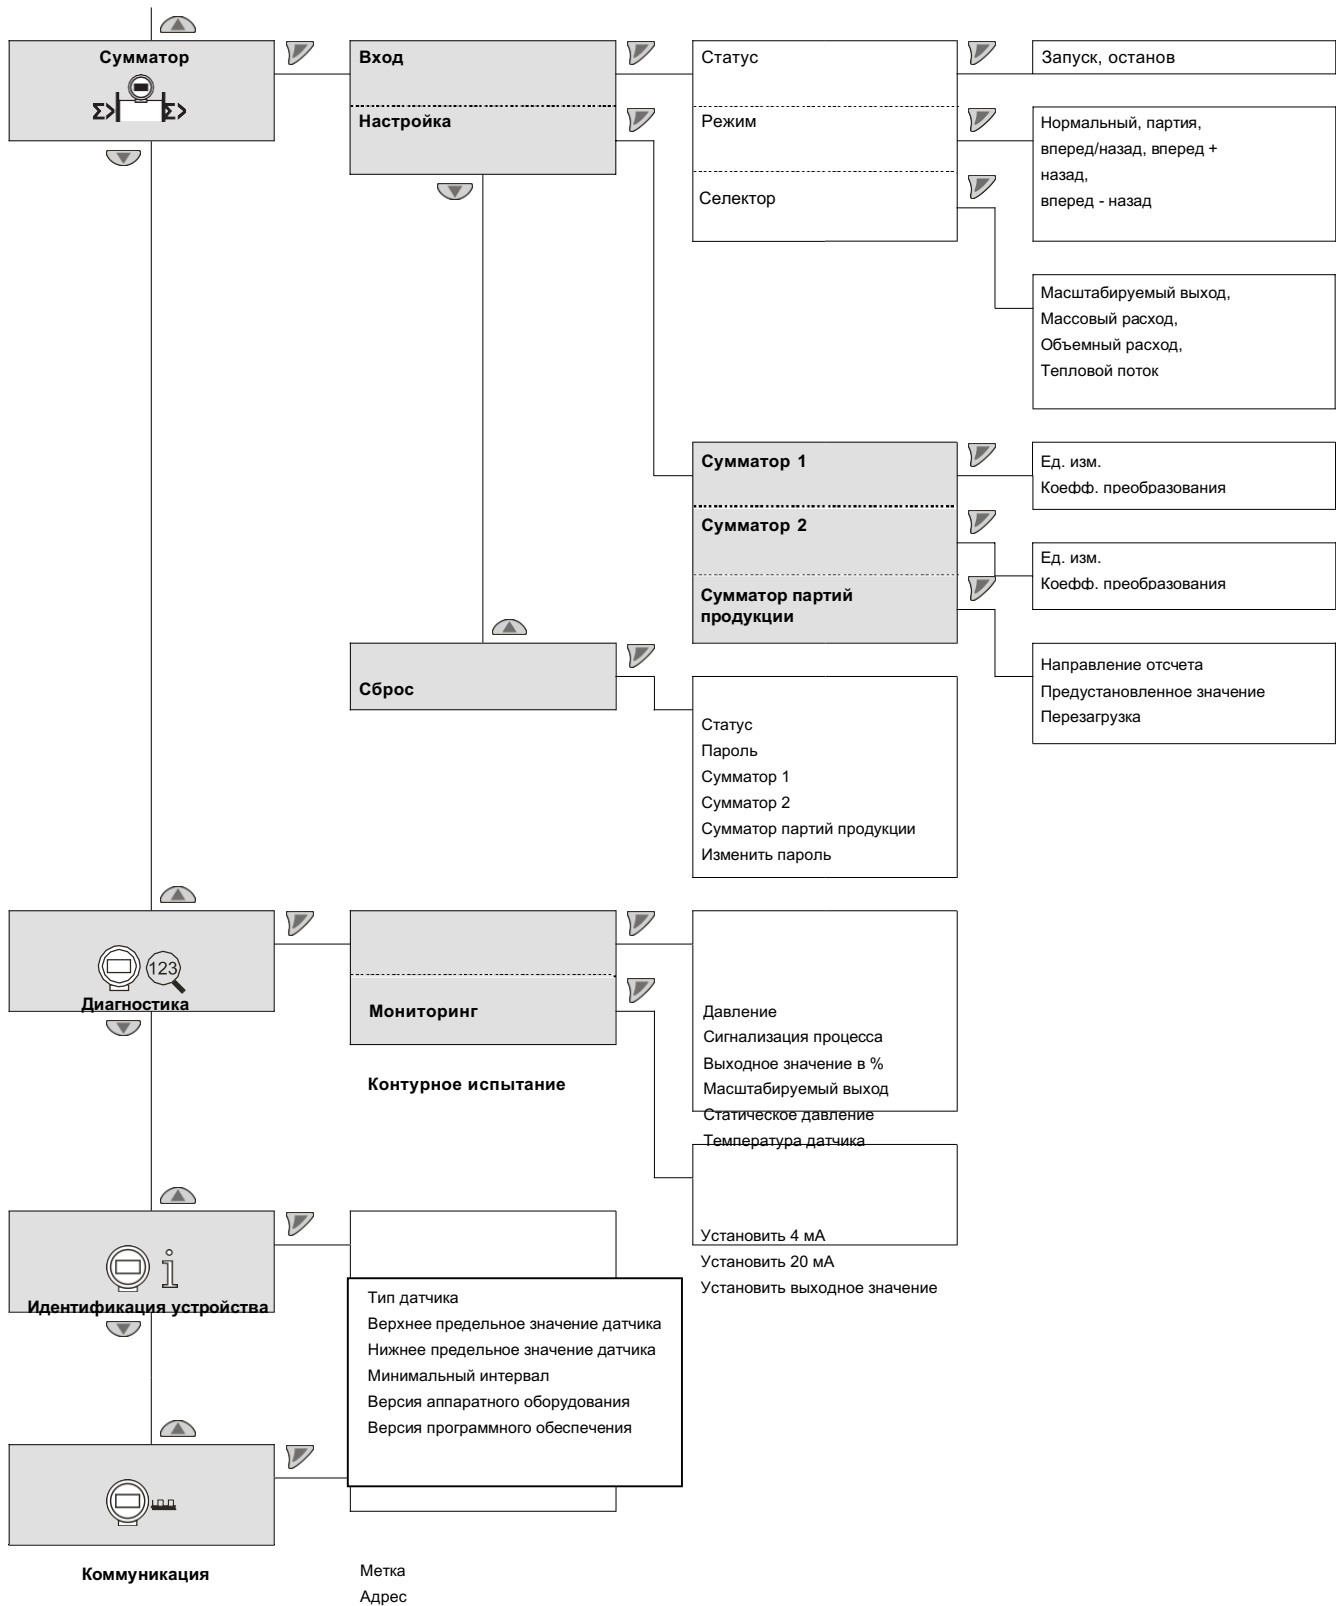 Сумматор
Вход
Статус
Запуск, останов
Σ> Σ>
Настройка
Режим
Нормальный, партия,
вперед/назад, вперед +
назад,
вперед - назад
Селектор
Масштабируемый выход,
Массовый расход,
Объемный расход,
Тепловой поток
Сумматор 1
Ед. изм.
Коефф. преобразования
Сумматор 2
Ед. изм.
Коефф. преобразования
Сумматор партий
продукции
Направление отсчета
Предустановленное значение
Перезагрузка
Сброс
Статус
Пароль
Сумматор 1
Сумматор 2
Сумматор партий продукции
Изменить пароль
123
Диагностика
Мониторинг
Контурное испытание
Давление
Сигнализация процесса
Выходное значение в %
Масштабируемый выход
Статическое давление
Температура датчика
Установить 4 мА
Установить 20 мА
Установить выходное значение
i
Идентификация устройства
Тип датчика
Верхнее предельное значение датчика
Нижнее предельное значение датчика
Минимальный интервал
Версия аппаратного оборудования
Версия программного обеспечения
Коммуникация
Метка
Адрес